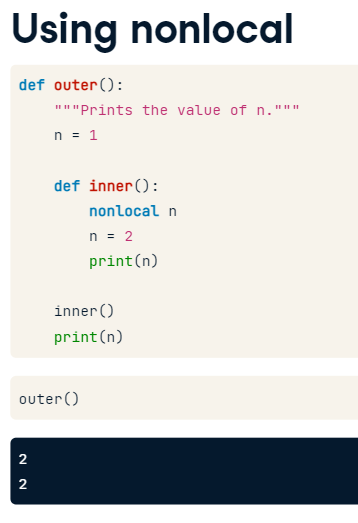 Using nonlocal
def outer():
    """Prints the value of n."""
    n = 1

    def inner():
        nonlocal n
        n = 2
        print(n)

    inner()
    print(n)

outer()

2
2